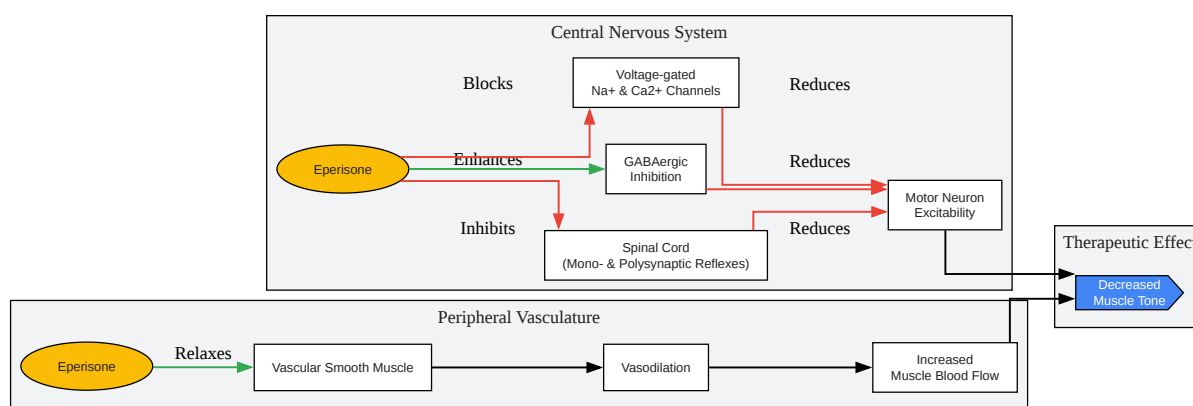 Central Nervous System
Blocks
Voltage-gated
Na+ & Ca2+ Channels
Reduces
Eperisone
Enhances
GABAergic
Inhibition
Reduces
Motor Neuron
Excitability
Inhibits
Spinal Cord
(Mono- & Polysynaptic Reflexes)
Reduces
Therapeutic Effect
Decreased
Muscle Tone
Peripheral Vasculature
Eperisone
Relaxes
Vascular Smooth Muscle
Vasodilation
Increased
Muscle Blood Flow